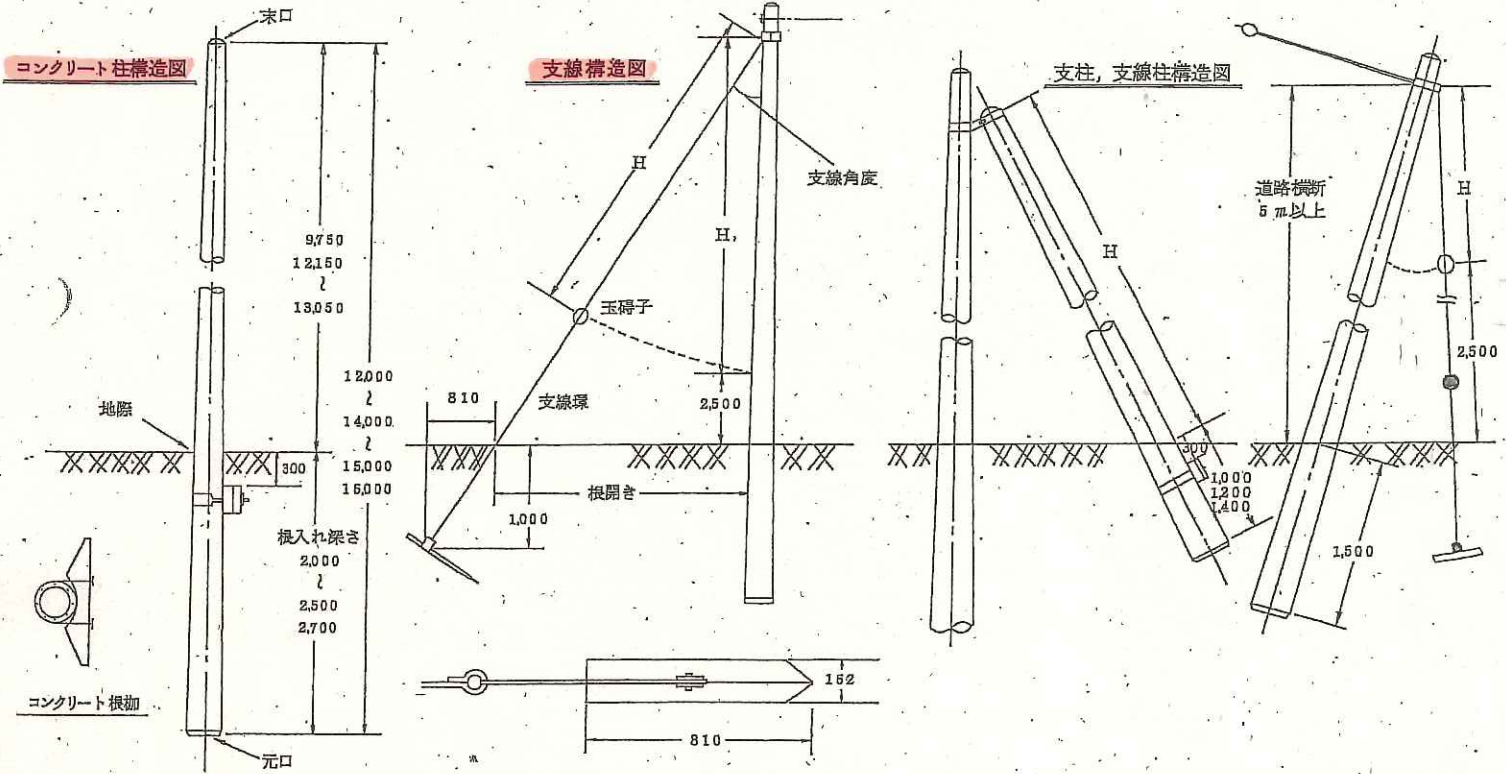 コンクリート柱構造図
末口
9,750
12,150
~
13,050
12,000
~
14,000
~
15,000
16,000
地際
300
根入れ深さ
2,000
~
2,500
2,700
コンクリート根枷
元口
支線構造図
H
支線角度
H,
玉碍子
810
支線環
2,500
根開き
1,000
162
810
支柱, 支線柱構造図
H
300
1,000
1,200
1,400
道路横断
5m以上
H
2,500
1,500